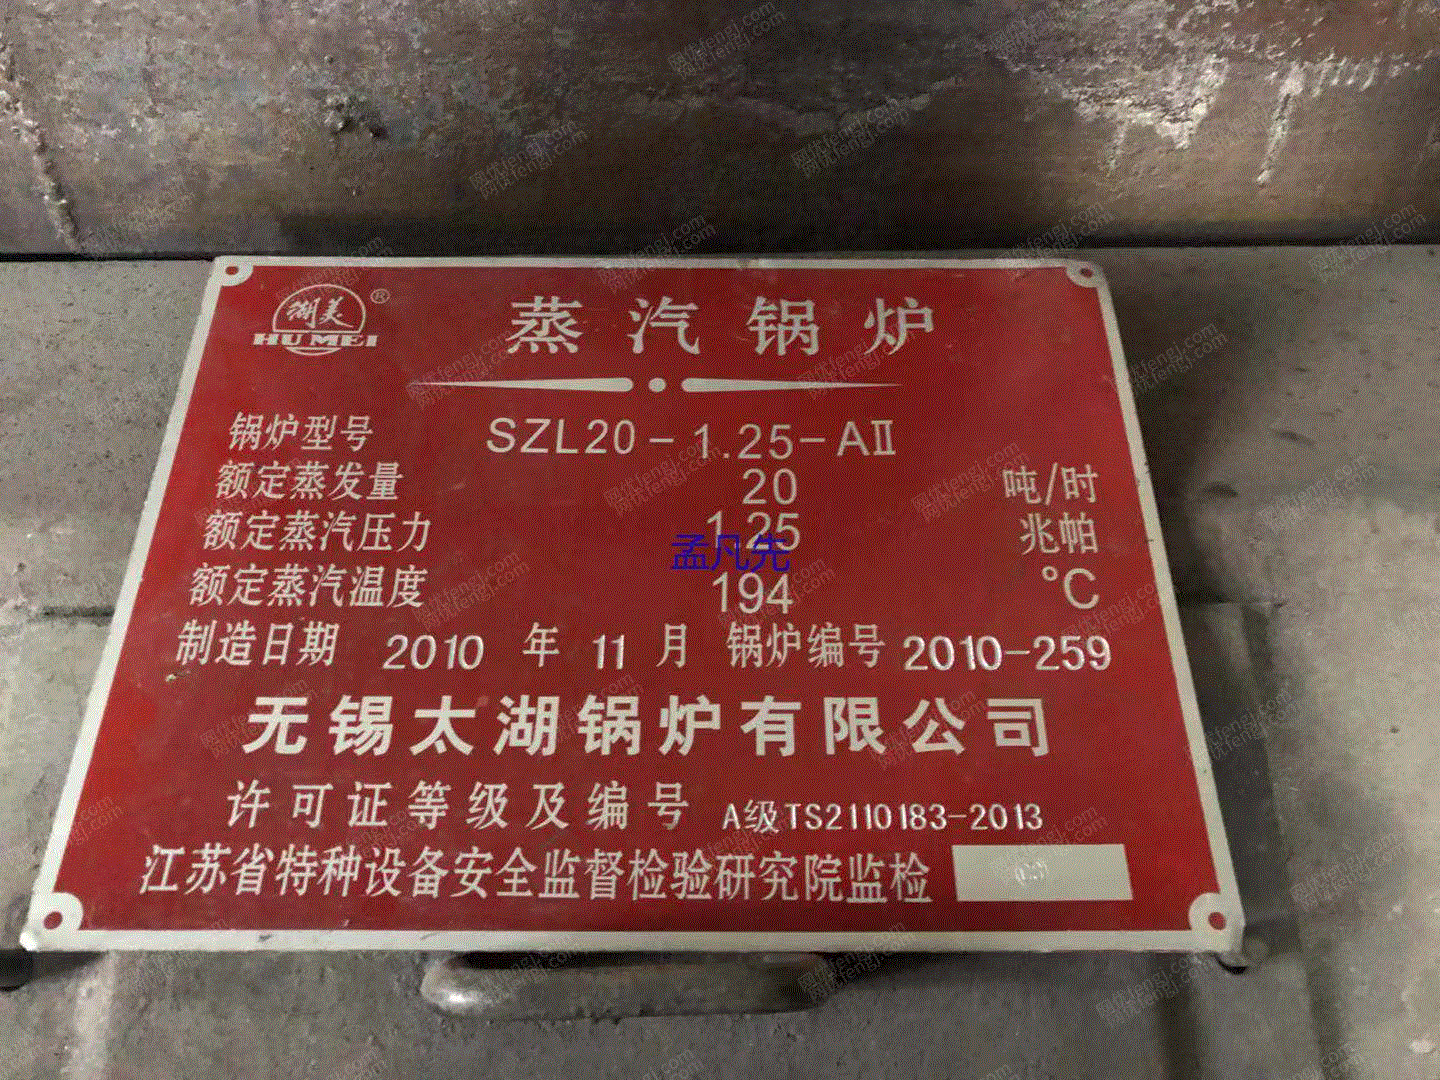 湖美 ®
HU MEI
蒸汽锅炉
锅炉型号 SZL20-1.25-AⅡ
额定蒸发量 20 吨/时
额定蒸汽压力 1.25 兆帕
孟凡先
额定蒸汽温度 194 °C
制造日期 2010 年 11 月 锅炉编号 2010-259
无锡太湖锅炉有限公司
许可证等级及编号 A级TS2110183-2013
江苏省特种设备安全监督检验研究院监检